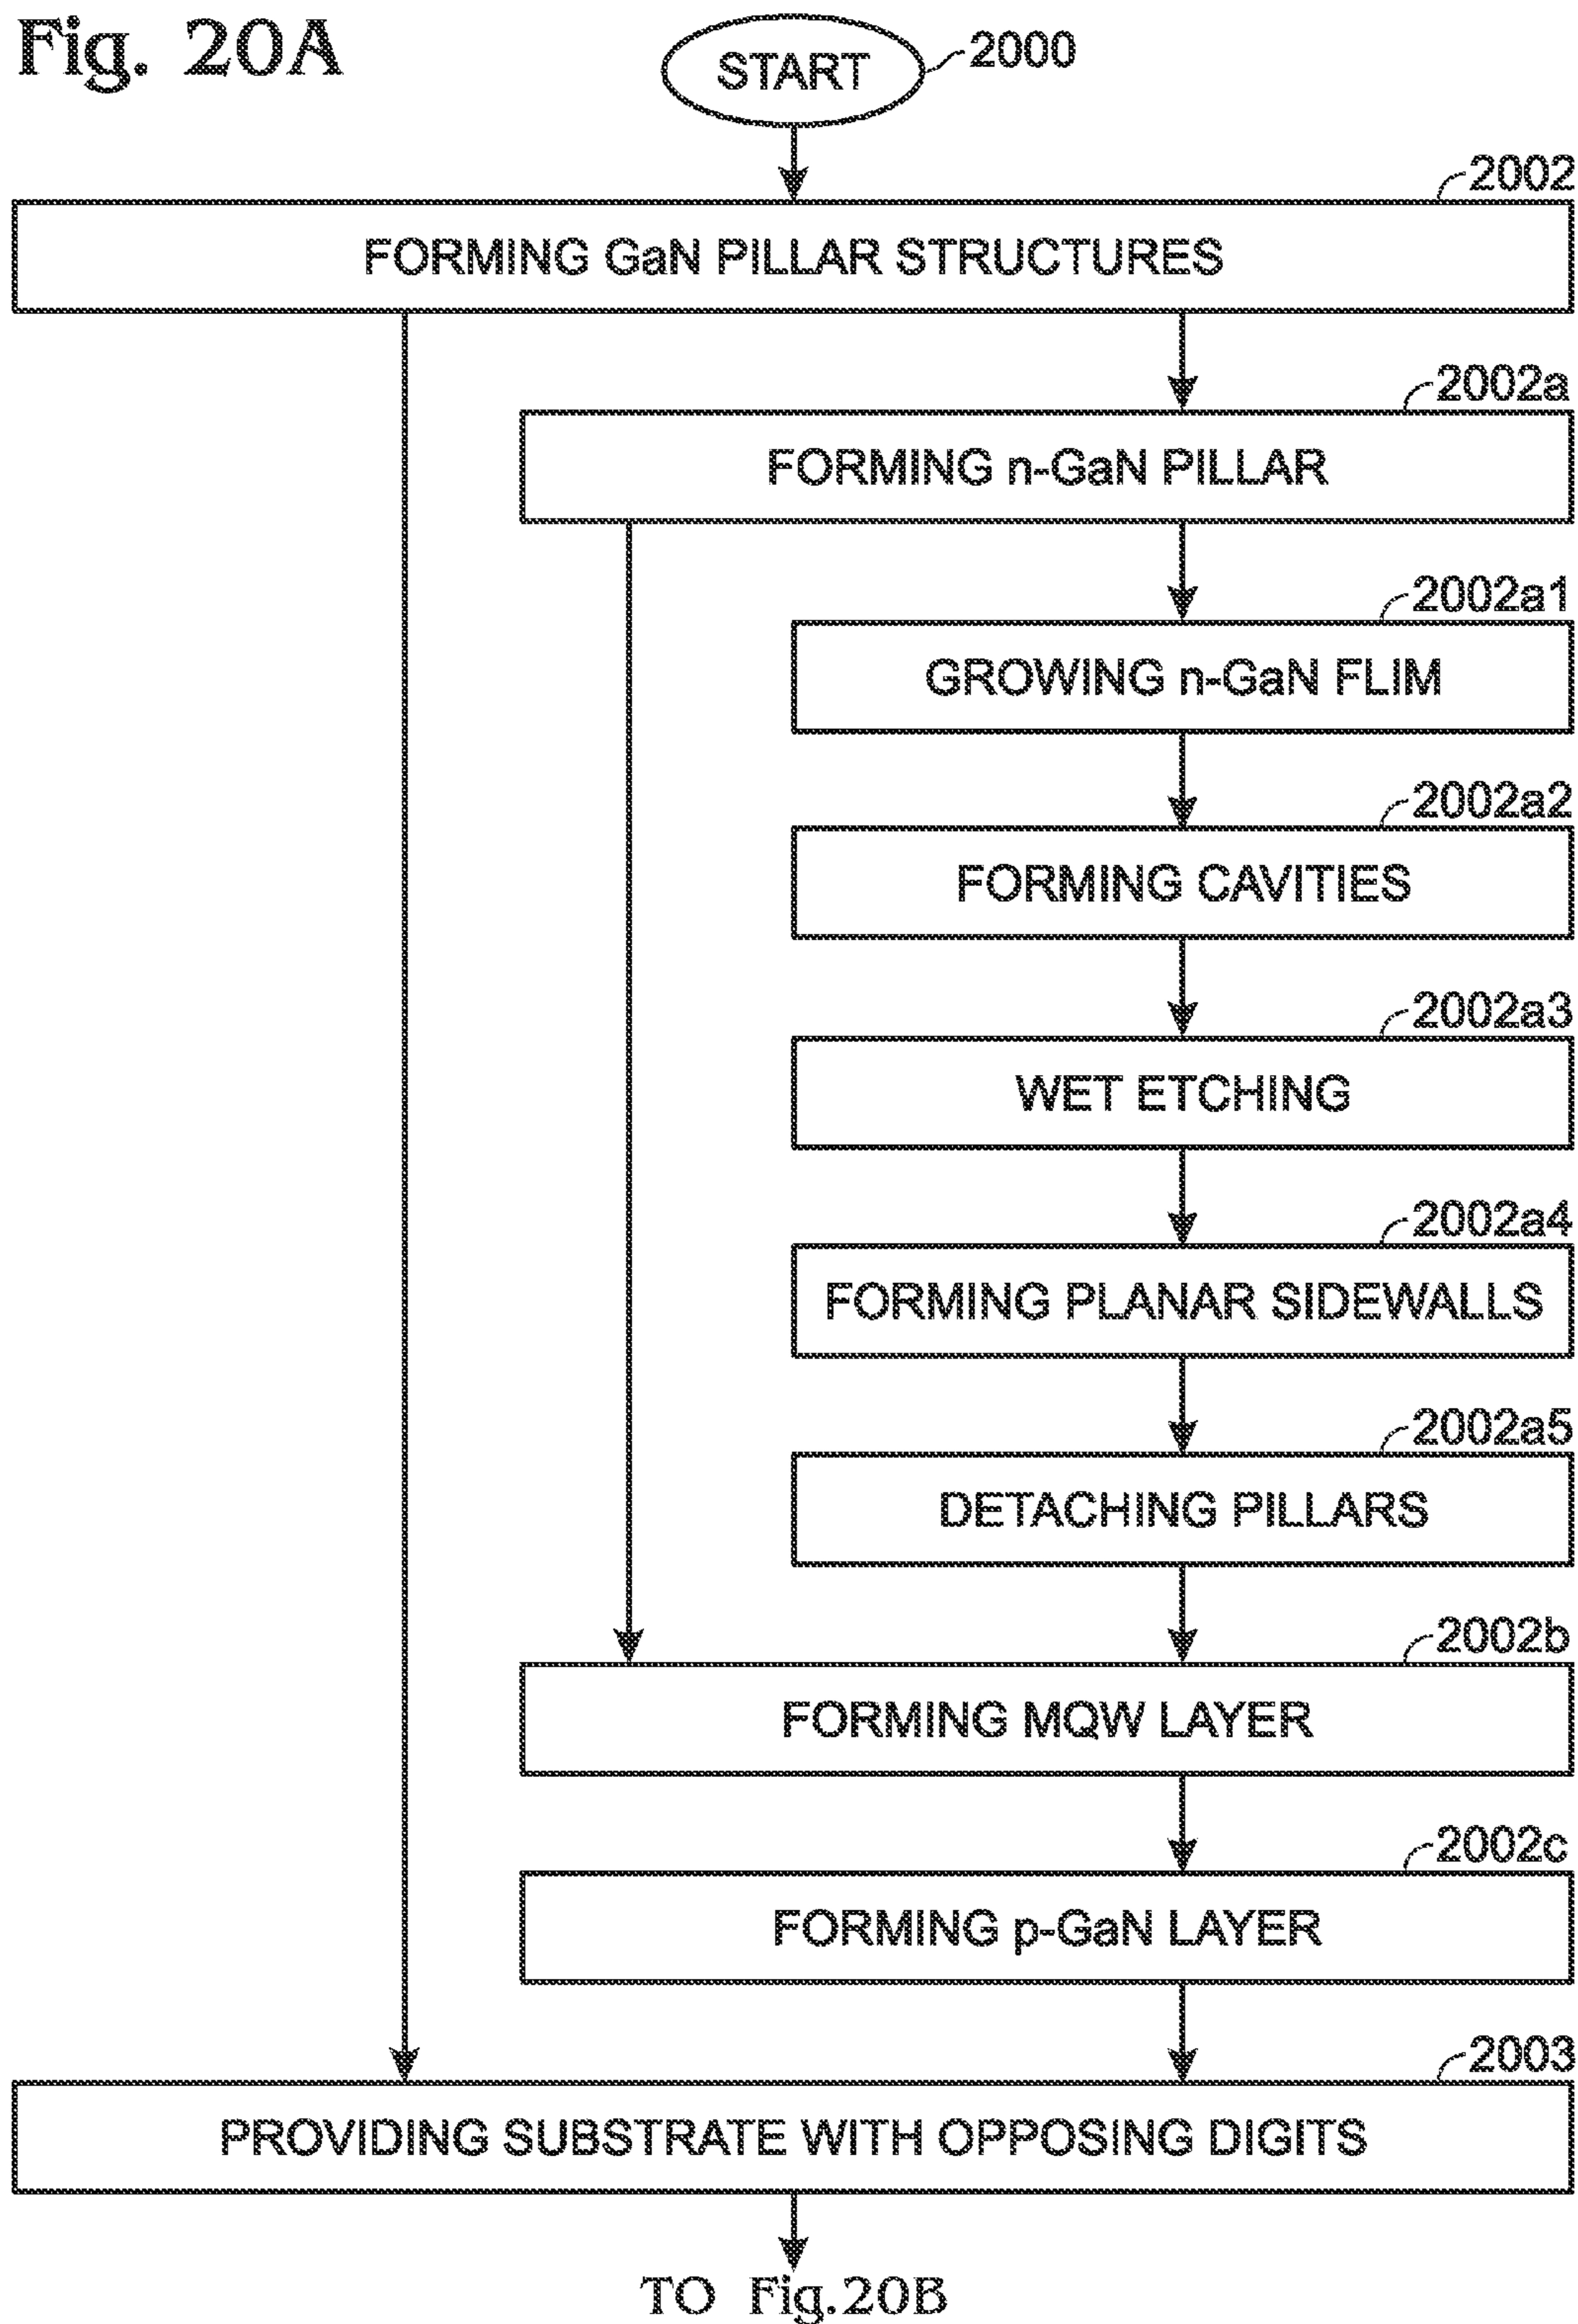 Fig. 20A
START
2000
2002
FORMING GaN PILLAR STRUCTURES
2002a
FORMING n-GaN PILLAR
2002a1
GROWING n-GaN FLIM
2002a2
FORMING CAVITIES
2002a3
WET ETCHING
2002a4
FORMING PLANAR SIDEWALLS
2002a5
DETACHING PILLARS
2002b
FORMING MQW LAYER
2002c
FORMING p-GaN LAYER
2003
PROVIDING SUBSTRATE WITH OPPOSING DIGITS
TO Fig.20B